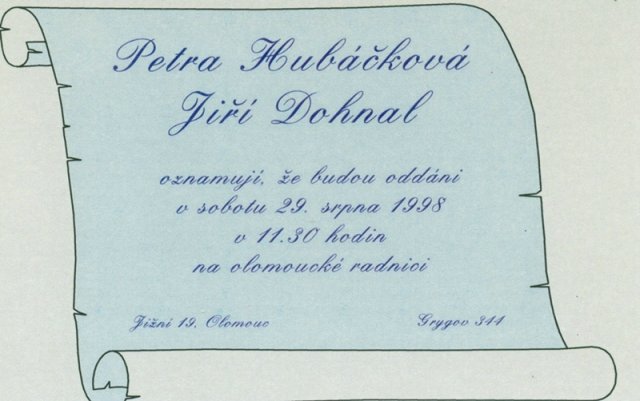 Petra Hubáčková
Jiří Dohnal
oznamují, že budou oddáni
v sobotu 29. srpna 1998
v 11.30 hodin
na olomoucké radnici
Jižní 19, Olomouc
Grygov 344